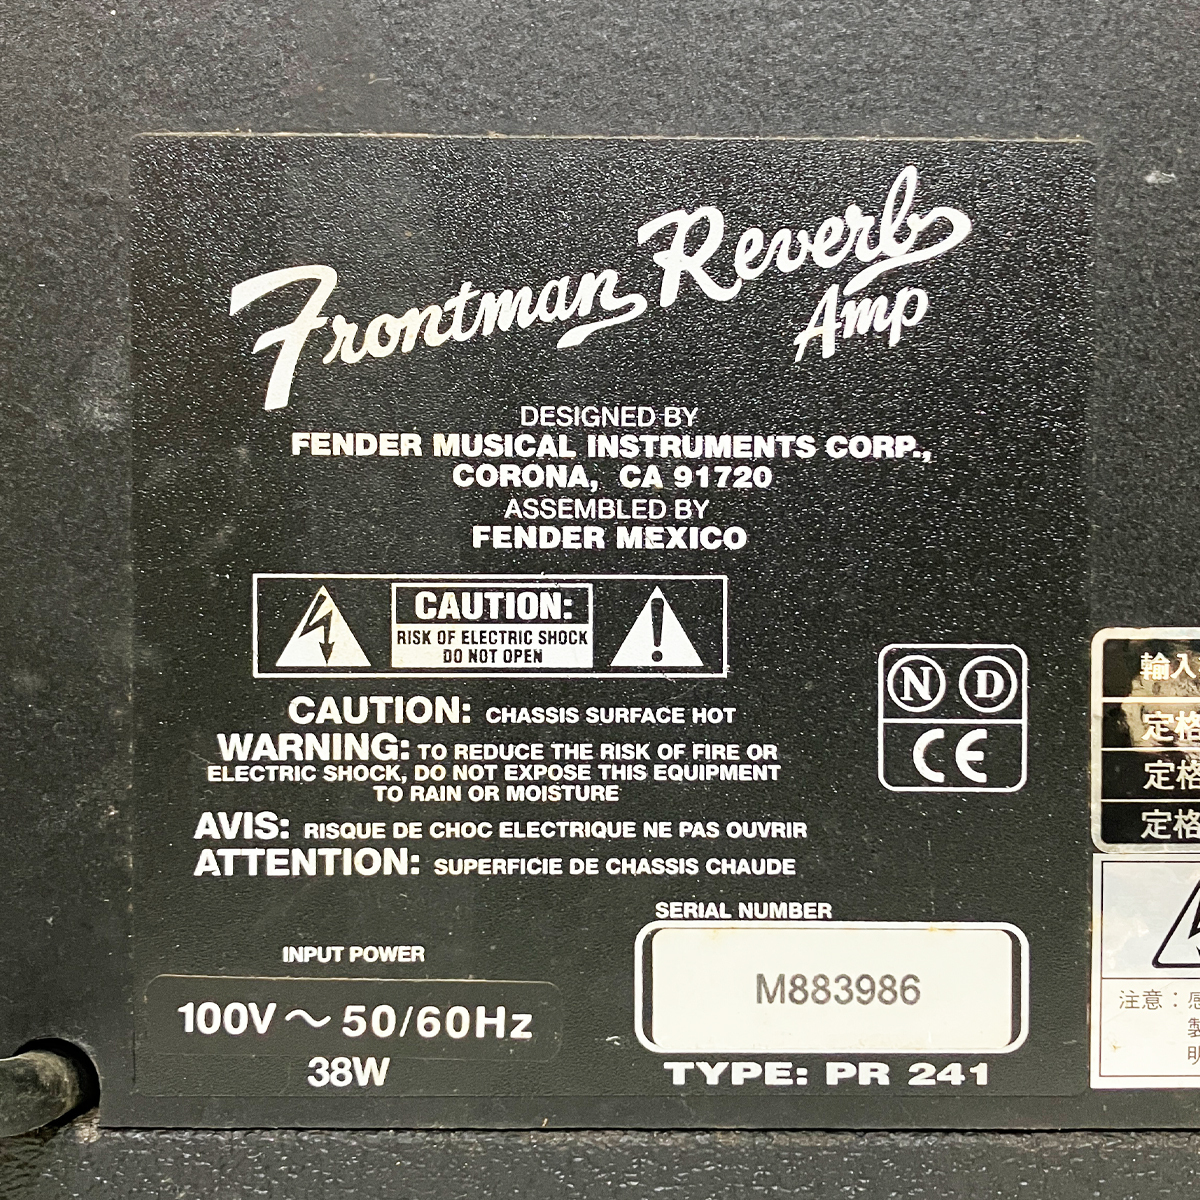 Frontman Reverb
Amp
DESIGNED BY
FENDER MUSICAL INSTRUMENTS CORP.,
CORONA, CA 91720
ASSEMBLED BY
FENDER MEXICO
CAUTION:
RISK OF ELECTRIC SHOCK
DO NOT OPEN
CAUTION: CHASSIS SURFACE HOT
WARNING: TO REDUCE THE RISK OF FIRE OR
ELECTRIC SHOCK, DO NOT EXPOSE THIS EQUIPMENT
TO RAIN OR MOISTURE
AVIS: RISQUE DE CHOC ELECTRIQUE NE PAS OUVRIR
ATTENTION: SUPERFICIE DE CHASSIS CHAUDE
N D
CE
SERIAL NUMBER
M883986
TYPE: PR 241
INPUT POWER
100V～50/60Hz
38W
輸入
定格
定格
定格
注意：感
製
明